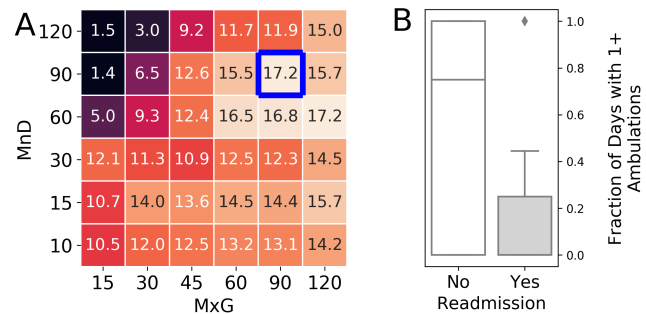 A
120 1.5 3.0 9.2 11.7 11.9 15.0
90 1.4 6.5 12.6 15.5 17.2 15.7
60 5.0 9.3 12.4 16.5 16.8 17.2
30 12.1 11.3 10.9 12.5 12.3 14.5
15 10.7 14.0 13.6 14.5 14.4 15.7
10 10.5 12.0 12.5 13.2 13.1 14.2
15 30 45 60 90 120
MxG
MnD
B
1.0
0.8
0.6
0.4
0.2
0.0
Fraction of Days with 1+
Ambulations
No Yes
Readmission